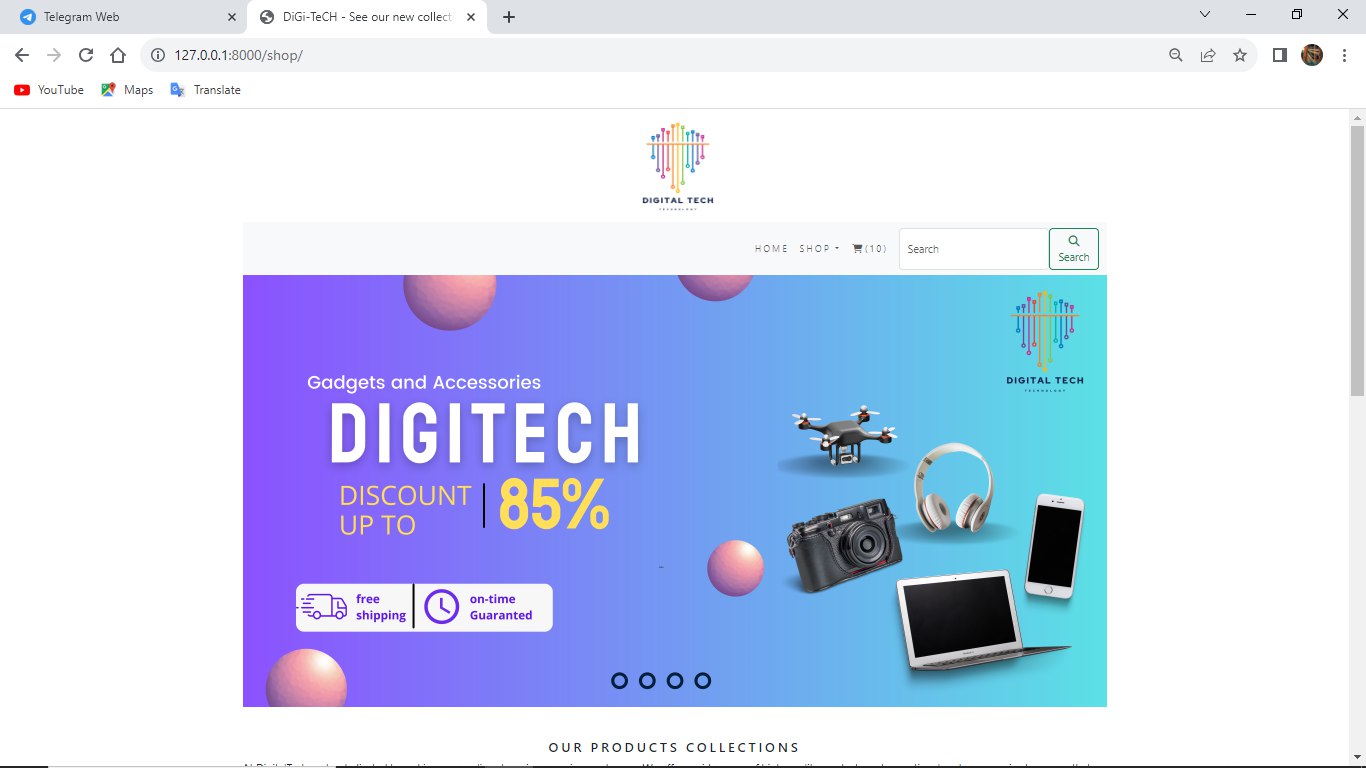 Telegram Web
DiGi-TeCH - See our new collect
127.0.0.1:8000/shop/
YouTube
Maps
Translate
DIGITAL TECH
TECHNOLOGY
HOME
SHOP
(10)
Search
Search
DIGITAL TECH
TECHNOLOGY
Gadgets and Accessories
DIGITECH
DISCOUNT
UP TO
85%
free
shipping
on-time
Guaranted
OUR PRODUCTS COLLECTIONS